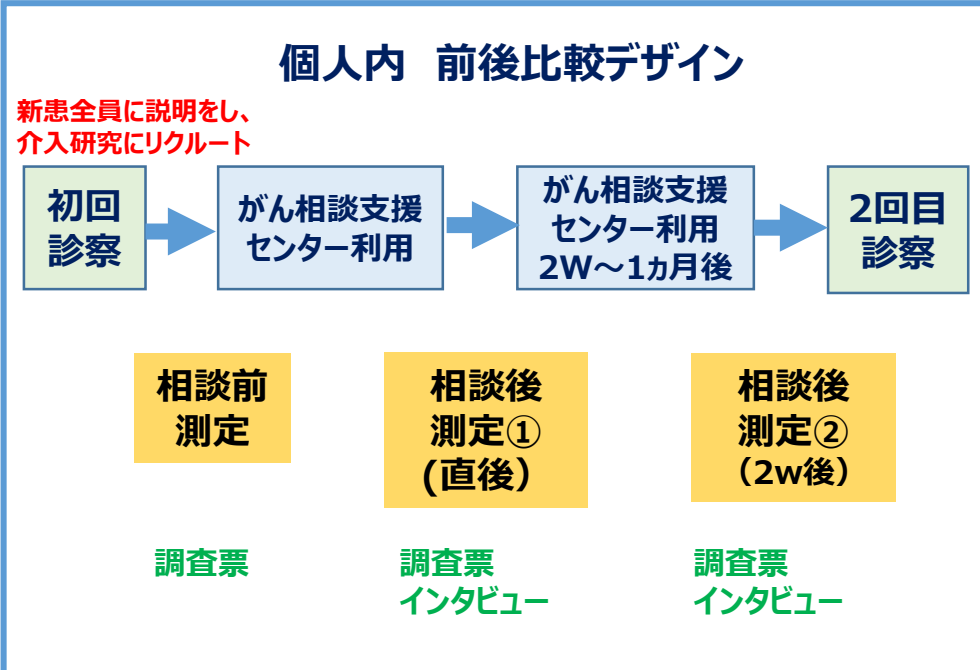 個人内　前後比較デザイン
新患全員に説明をし、
介入研究にリクルート
初回
診察
がん相談支援
センター利用
がん相談支援
センター利用
2W～1ヵ月後
2回目
診察
相談前
測定
相談後
測定①
(直後）
相談後
測定②
（2w後）
調査票
調査票
インタビュー
調査票
インタビュー